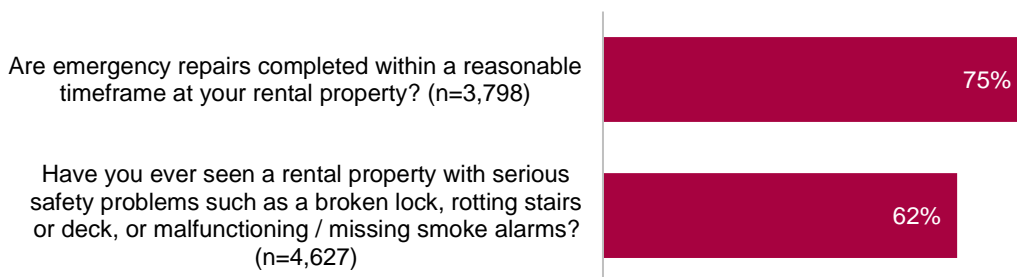 Are emergency repairs completed within a reasonable
timeframe at your rental property? (n=3,798)
75%
Have you ever seen a rental property with serious
safety problems such as a broken lock, rotting stairs
or deck, or malfunctioning / missing smoke alarms?
(n=4,627)
62%